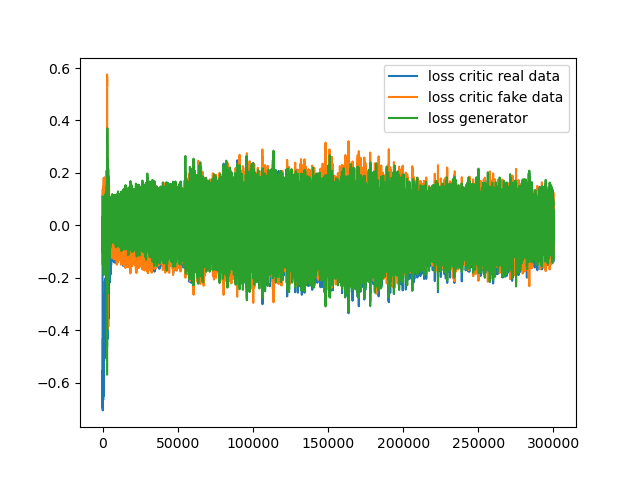 0.6
0.4
0.2
0.0
−0.2
−0.4
−0.6
0 50000 100000 150000 200000 250000 300000
loss critic real data
loss critic fake data
loss generator